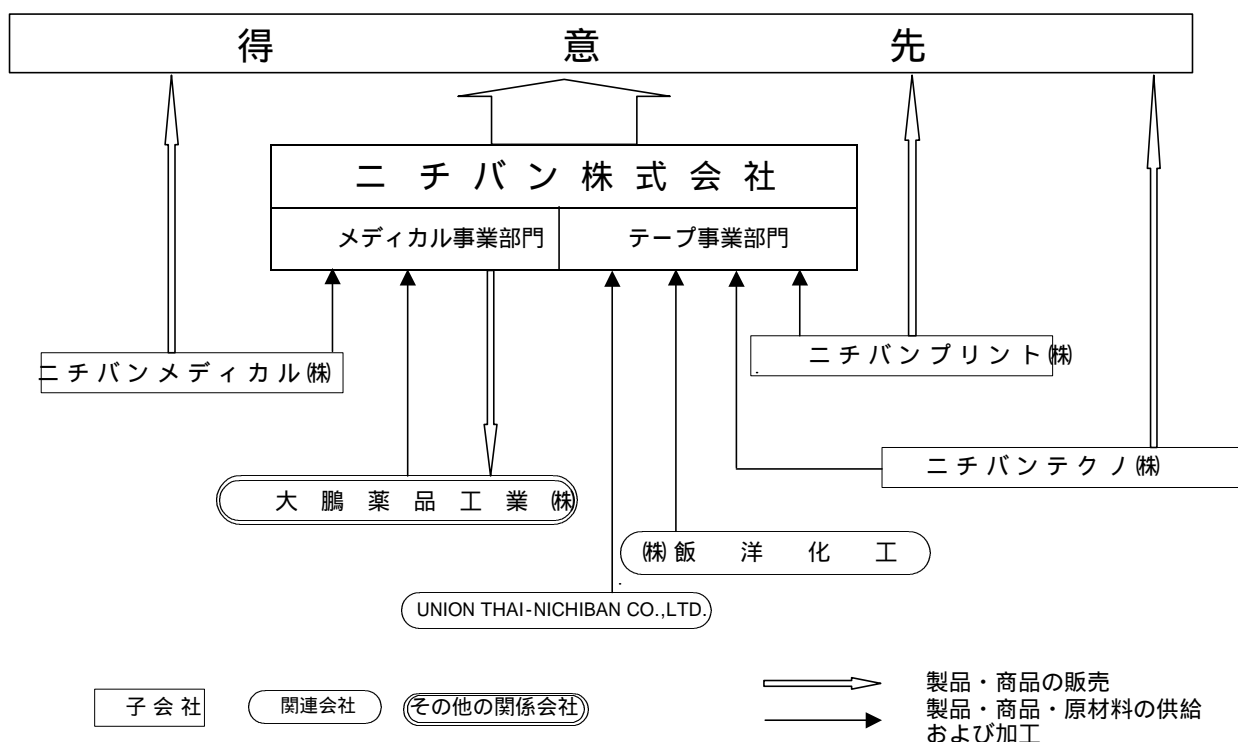 得意先
ニチバン株式会社
メディカル事業部門
テープ事業部門
ニチバンメディカル㈱
ニチバンプリント㈱
ニチバンテクノ㈱
大鵬薬品工業㈱
㈱飯洋化工
UNION THAI-NICHIBAN CO.,LTD.
子会社
関連会社
その他の関係会社
製品・商品の販売
製品・商品・原材料の供給
および加工